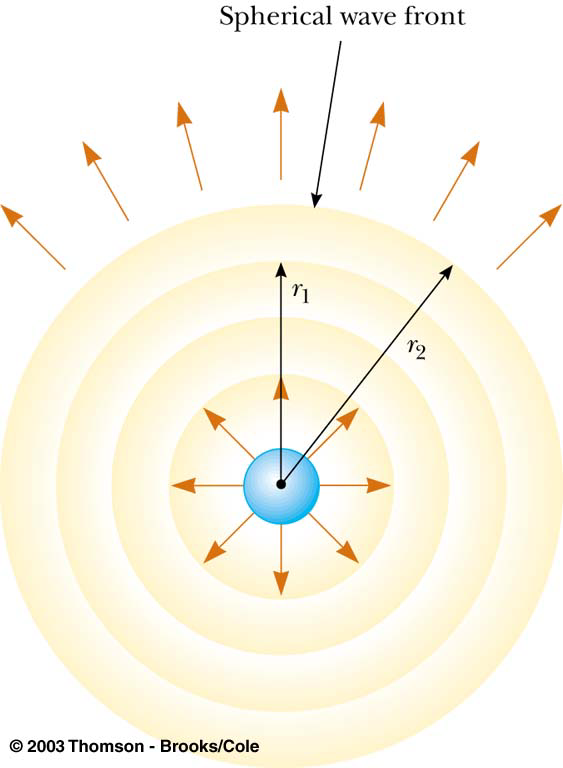 Spherical wave front
r1
r2
© 2003 Thomson - Brooks/Cole